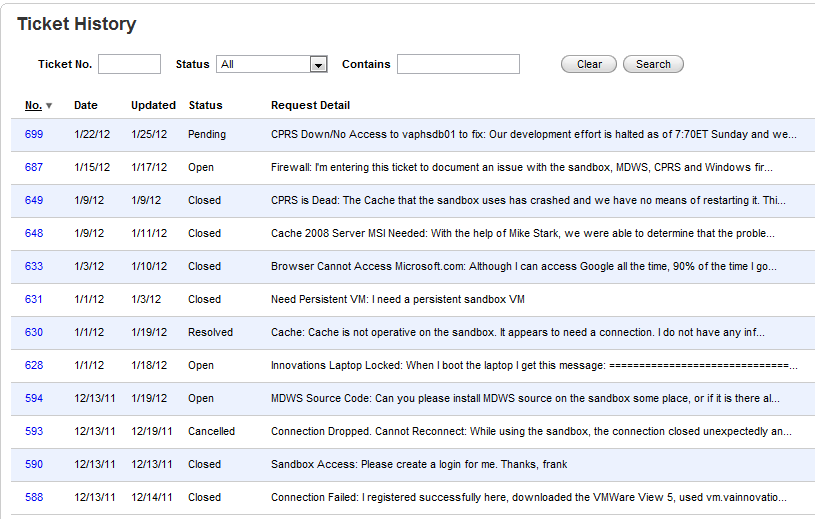 Ticket History
Ticket No. Status All Contains Clear Search
No. Date Updated Status Request Detail
699 1/22/12 1/25/12 Pending CPRS Down/No Access to vaphsdb01 to fix: Our development effort is halted as of 7:70ET Sunday and we...
687 1/15/12 1/17/12 Open Firewall: I'm entering this ticket to document an issue with the sandbox, MDWS, CPRS and Windows fir...
649 1/9/12 1/9/12 Closed CPRS is Dead: The Cache that the sandbox uses has crashed and we have no means of restarting it. Thi...
648 1/9/12 1/11/12 Closed Cache 2008 Server MSI Needed: With the help of Mike Stark, we were able to determine that the proble...
633 1/3/12 1/10/12 Closed Browser Cannot Access Microsoft.com: Although I can access Google all the time, 90% of the time I go...
631 1/1/12 1/3/12 Closed Need Persistent VM: I need a persistent sandbox VM
630 1/1/12 1/19/12 Resolved Cache: Cache is not operative on the sandbox. It appears to need a connection. I do not have any inf...
628 1/1/12 1/18/12 Open Innovations Laptop Locked: When I boot the laptop I get this message: ==============================...
594 12/13/11 1/19/12 Open MDWS Source Code: Can you please install MDWS source on the sandbox some place, or if it is there al...
593 12/13/11 12/19/11 Cancelled Connection Dropped. Cannot Reconnect: While using the sandbox, the connection closed unexpectedly an...
590 12/13/11 12/13/11 Closed Sandbox Access: Please create a login for me. Thanks, frank
588 12/13/11 12/14/11 Closed Connection Failed: I registered successfully here, downloaded the VMWare View 5, used vm.vainnovatio...